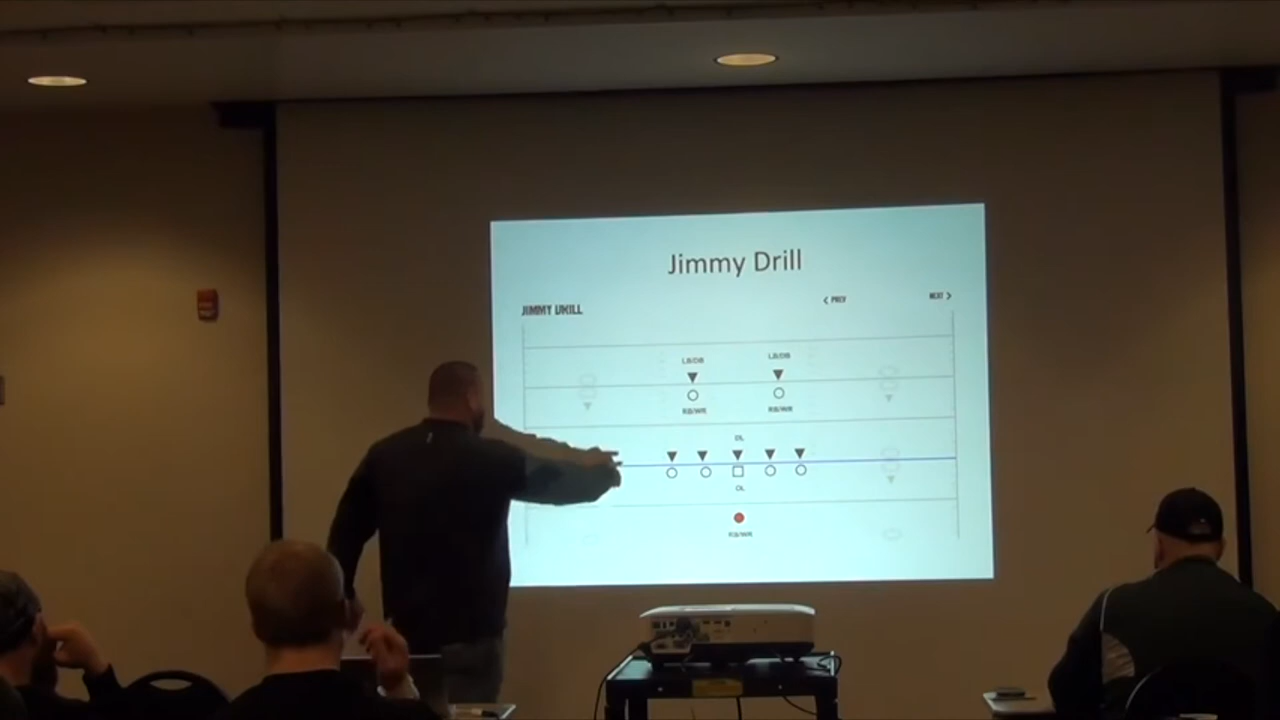 Jimmy Drill
JIMMY DRILL
PREV
NEXT
LB/DB
LB/DB
RB/WR
RB/WR
DL
OL
RB/WR